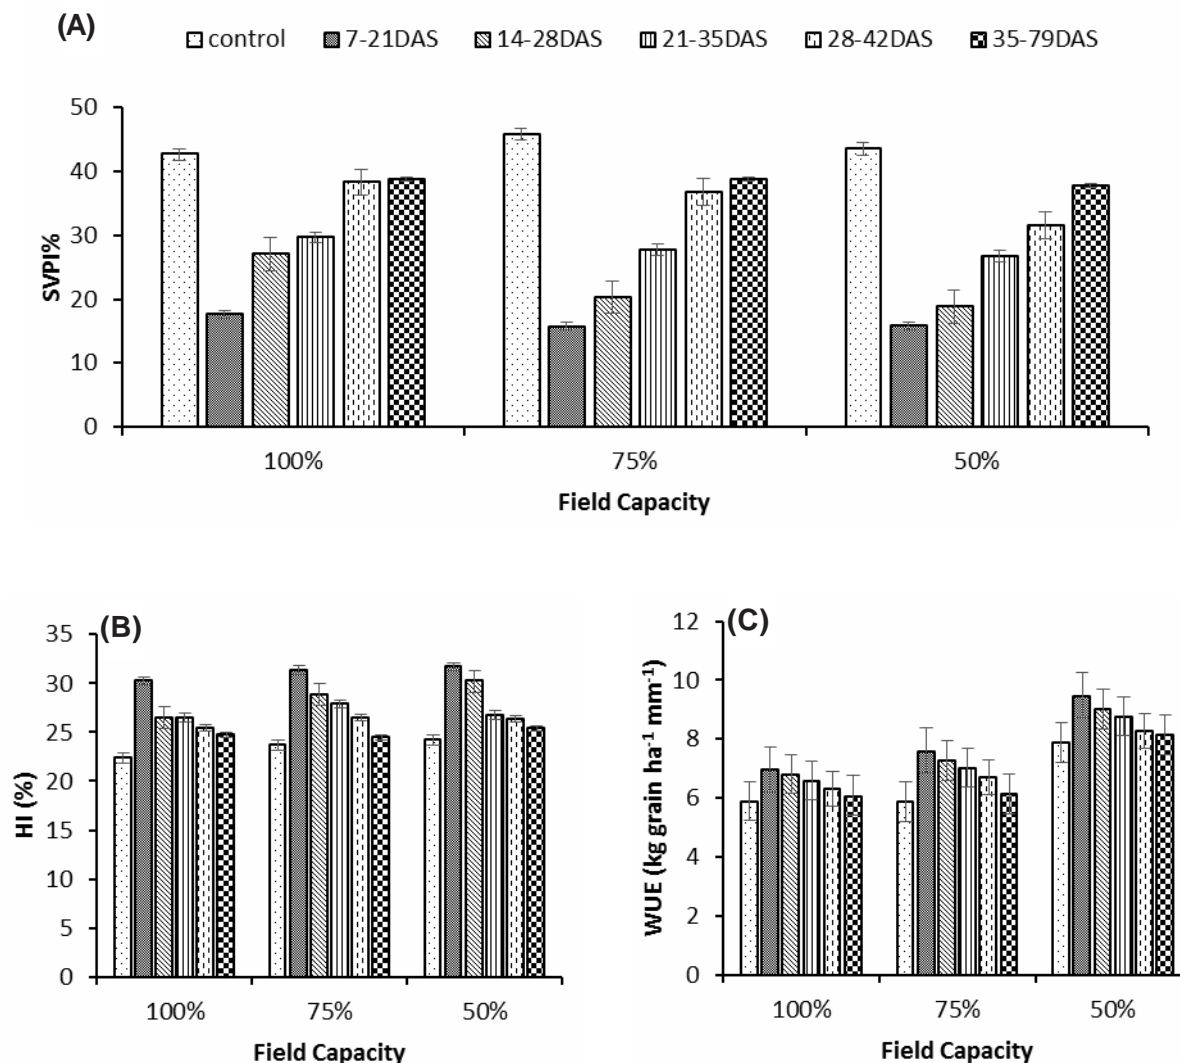 (A)
control 7-21DAS 14-28DAS 21-35DAS 28-42DAS 35-79DAS
50
40
30
20
10
0
SVPI%
100% 75% 50%
Field Capacity
(B)
35
30
25
20
15
10
5
0
HI (%)
100% 75% 50%
Field Capacity
(C)
12
10
8
6
4
2
0
WUE (kg grain ha⁻¹ mm⁻¹)
100% 75% 50%
Field Capacity